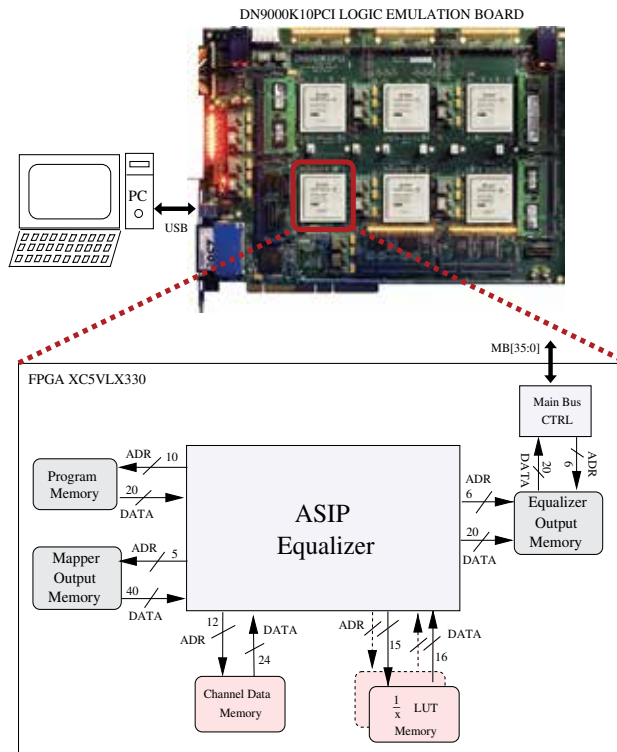 DN9000K10PCI LOGIC EMULATION BOARD
PC
USB
MB[35:0]
FPGA XC5VLX330
Main Bus
CTRL
ADR
10
DATA
20
6
ADR
Program
Memory
20
DATA
ASIP
Equalizer
ADR
6
Equalizer
Output
Memory
20
DATA
Mapper
Output
Memory
ADR
5
40
DATA
12
ADR
DATA
24
ADR
15
DATA
16
Channel Data
Memory
1
x
LUT
Memory